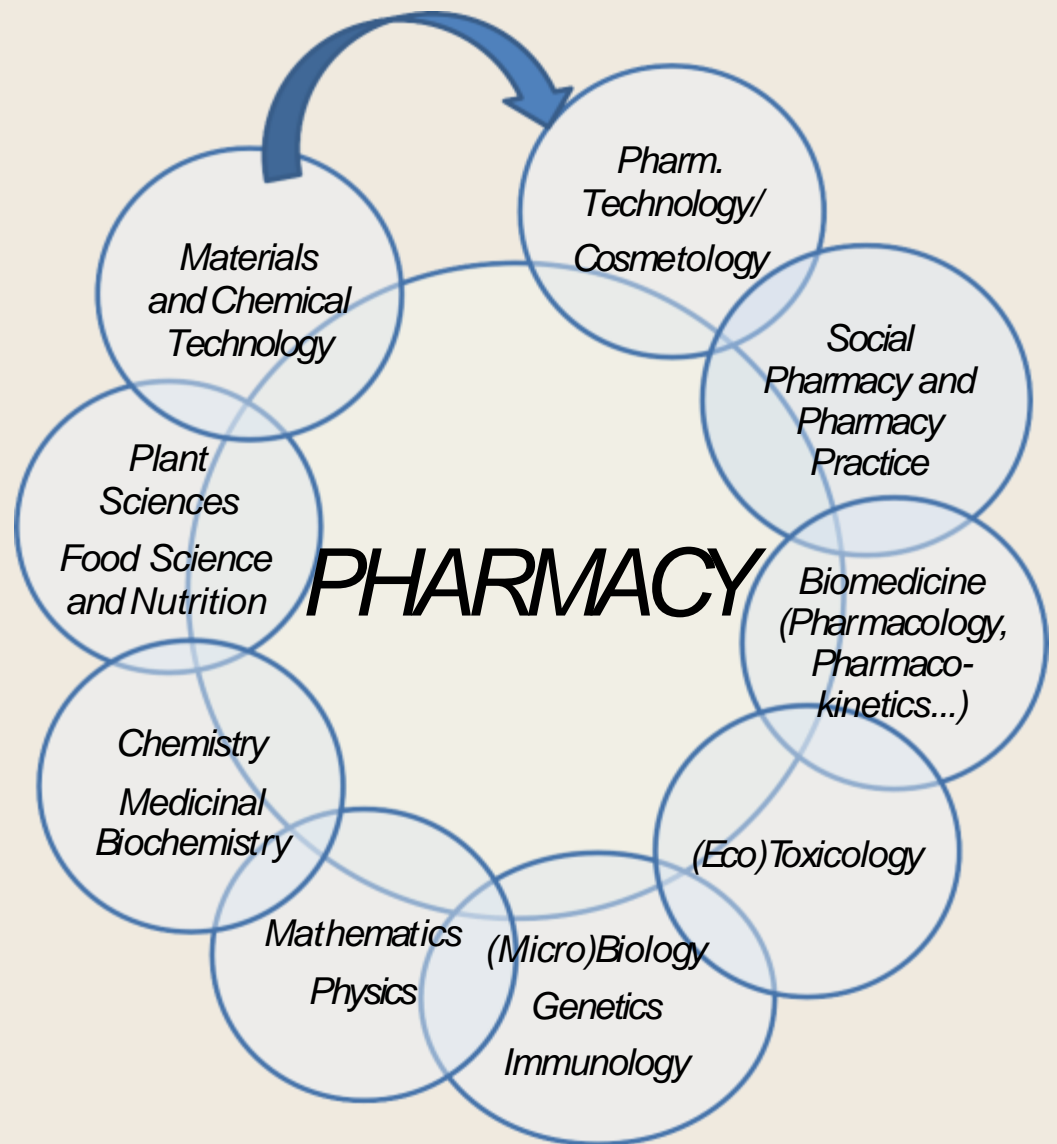 Pharm.
Technology/
Cosmetology
Social
Pharmacy and
Pharmacy
Practice
Biomedicine
(Pharmacology,
Pharmaco-
kinetics...)
(Eco)Toxicology
(Micro)Biology
Genetics
Immunology
Mathematics
Physics
Chemistry
Medicinal
Biochemistry
Plant
Sciences
Food Science
and Nutrition
Materials
and Chemical
Technology
PHARMACY